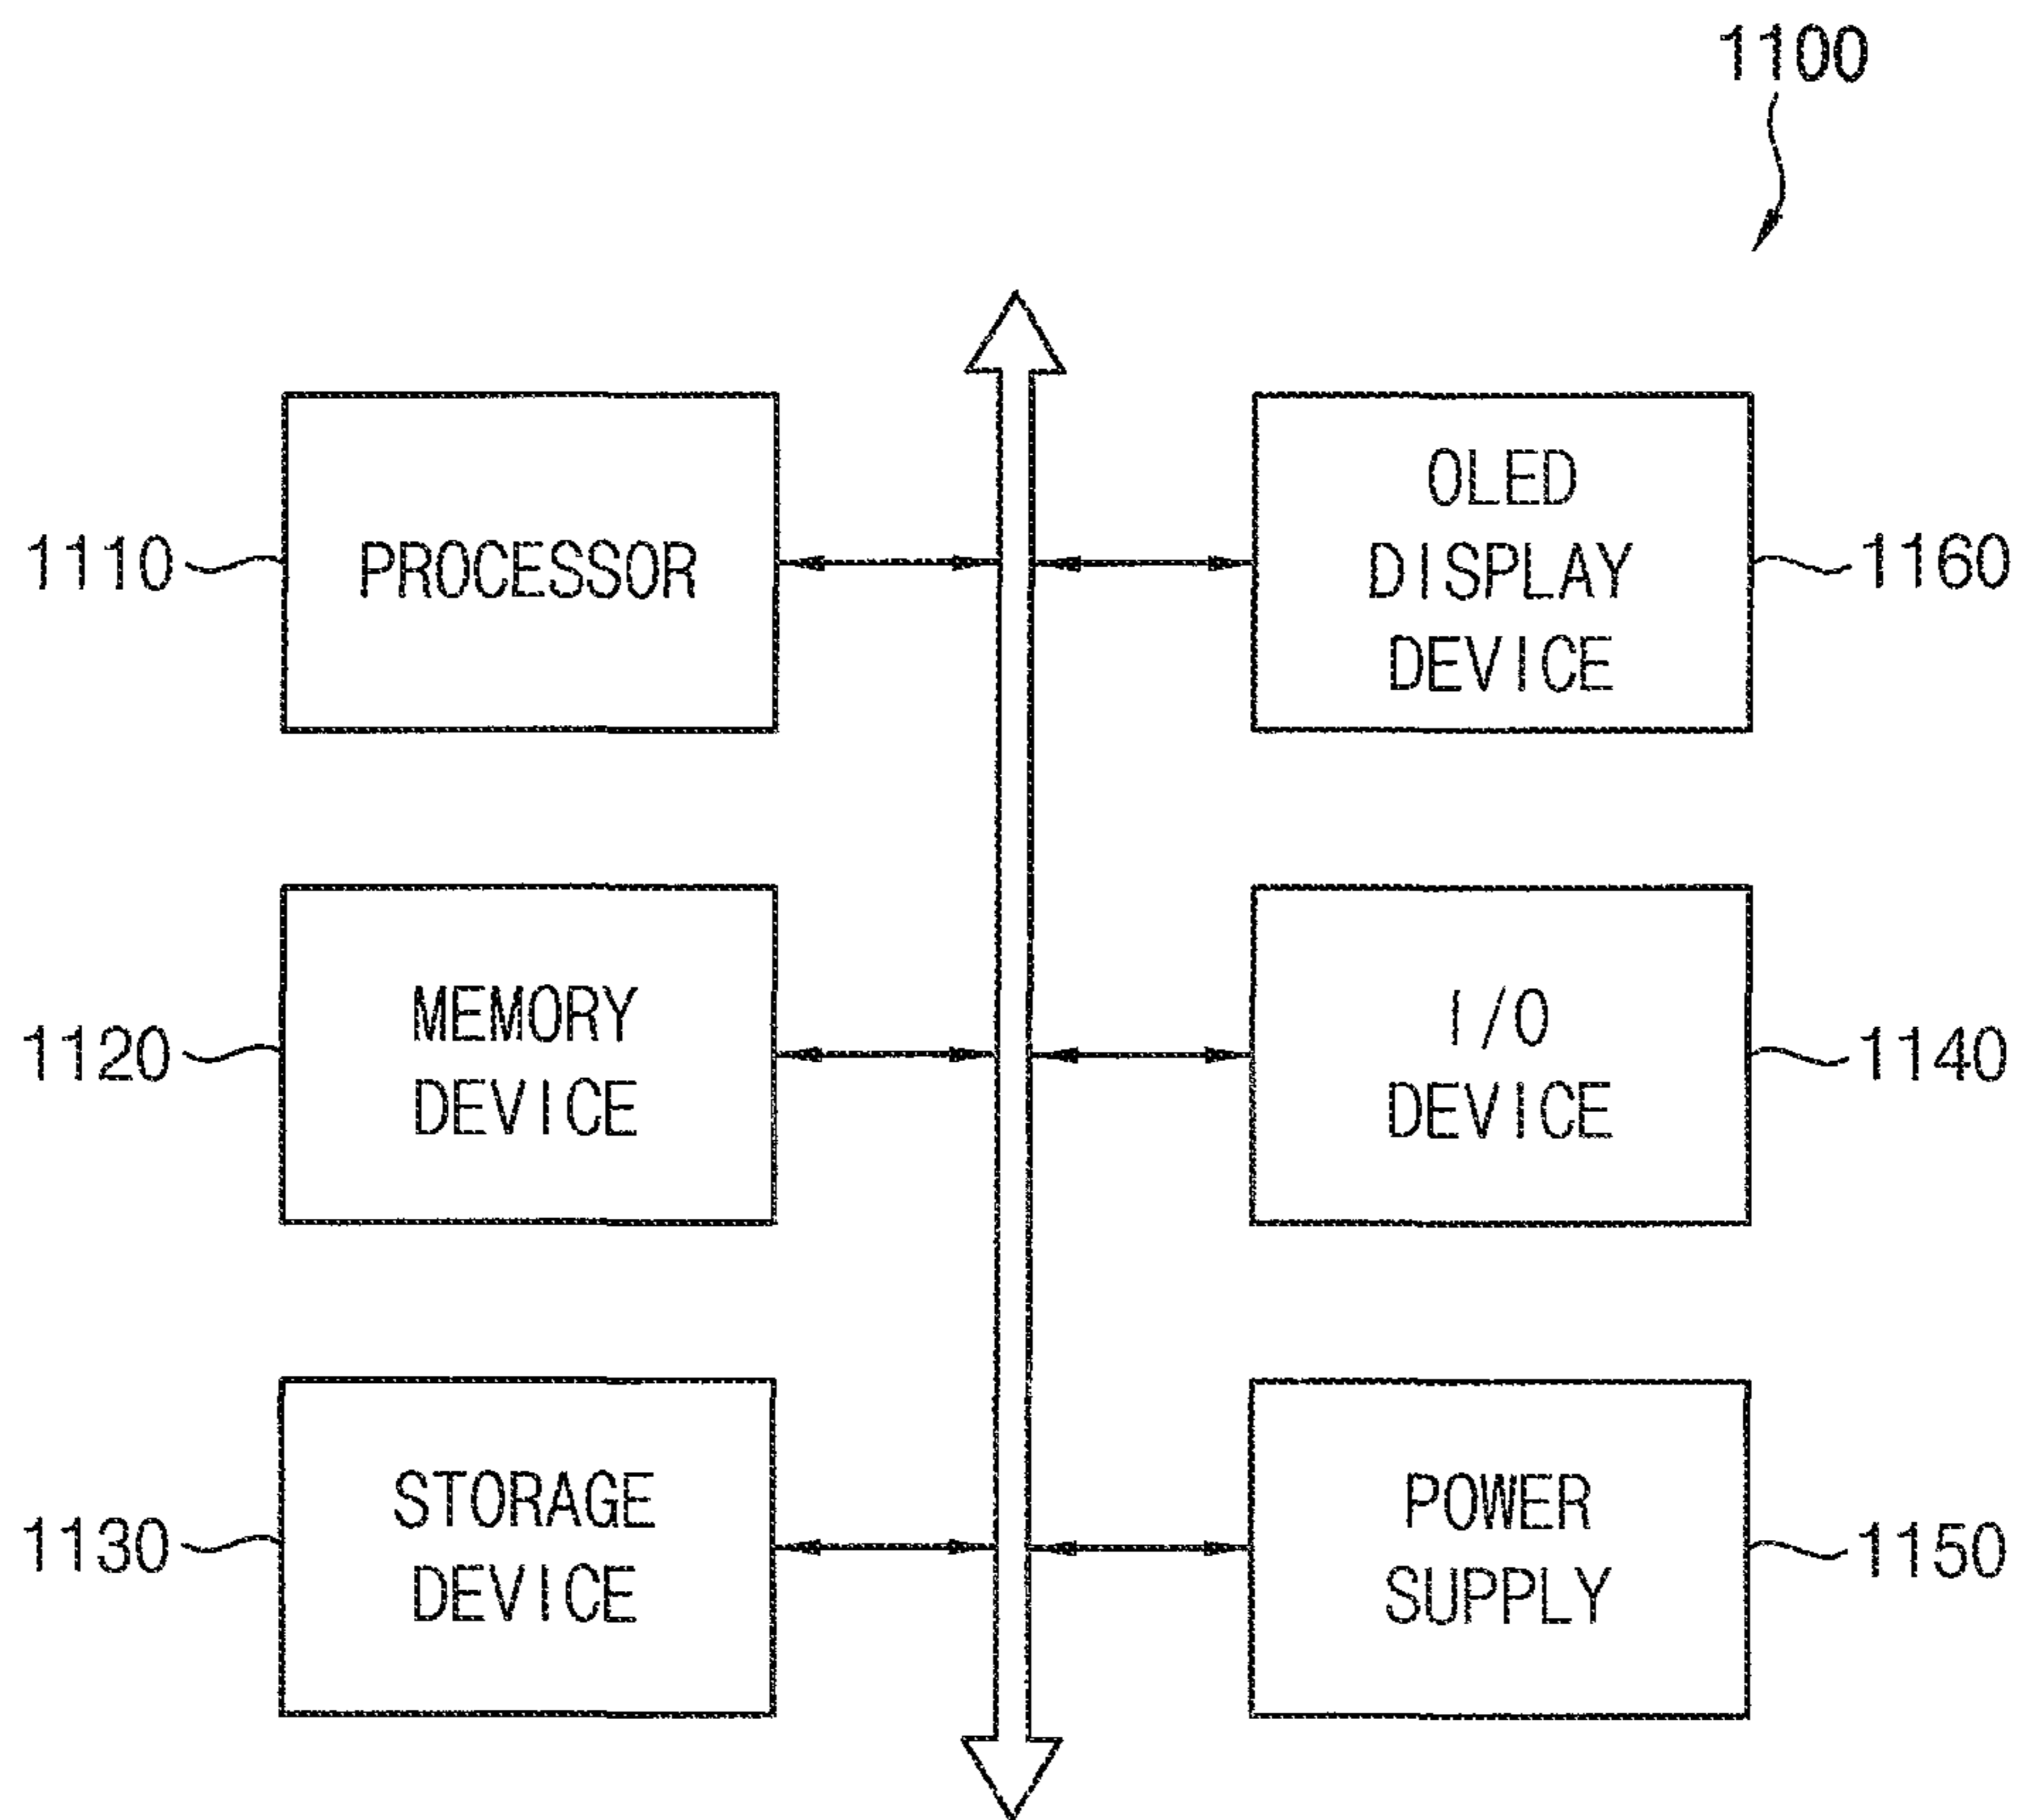 1100
1110
PROCESSOR
OLED
DISPLAY
DEVICE
1160
1120
MEMORY
DEVICE
I/O
DEVICE
1140
1130
STORAGE
DEVICE
POWER
SUPPLY
1150